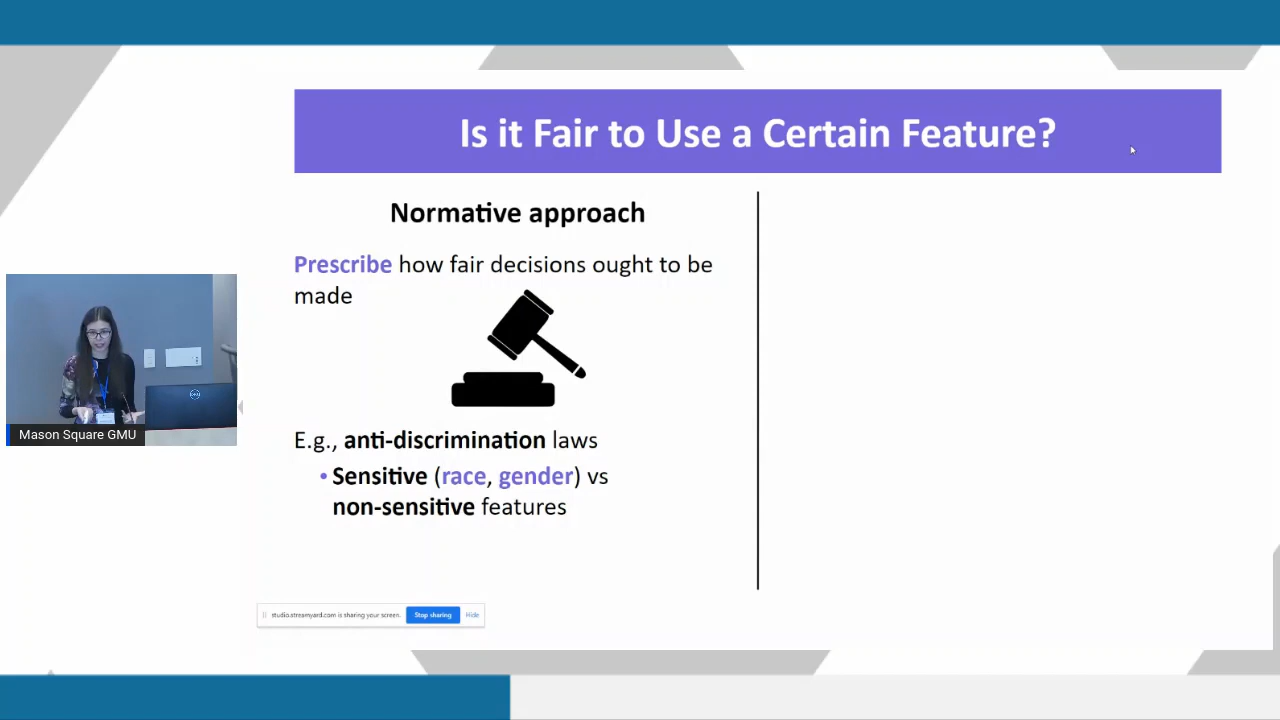 Is it Fair to Use a Certain Feature?
Normative approach
Prescribe how fair decisions ought to be
made
E.g., anti-discrimination laws
• Sensitive (race, gender) vs
non-sensitive features
Mason Square GMU
studio.streamyard.com is sharing your screen.
Stop sharing
Hide